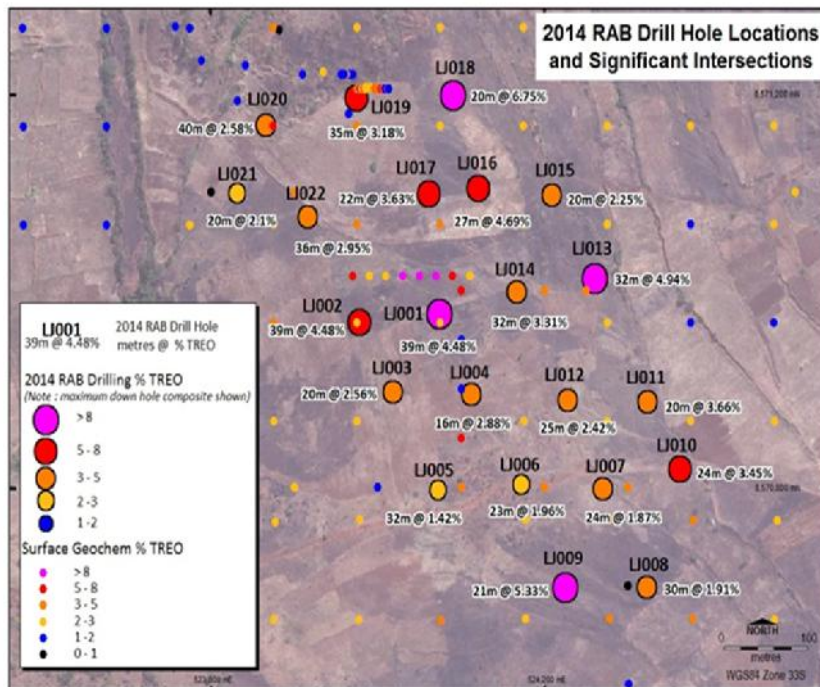 2014 RAB Drill Hole Locations
and Significant Intersections
LJ018
20m @ 6.75%
8,571,200 mN
LJ020
LJ019
40m @ 2.58%
35m @ 3.18%
LJ017
LJ016
LJ015
22m @ 3.63%
20m @ 2.25%
27m @ 4.69%
LJ021
LJ022
20m @ 2.1%
36m @ 2.95%
LJ013
32m @ 4.94%
LJ014
32m @ 3.31%
LJ002
LJ001
39m @ 4.48%
39m @ 4.48%
LJ003
LJ004
LJ012
LJ011
20m @ 2.56%
16m @ 2.88%
25m @ 2.42%
20m @ 3.66%
LJ010
24m @ 3.45%
LJ005
LJ006
LJ007
32m @ 1.42%
23m @ 1.96%
24m @ 1.87%
LJ009
LJ008
21m @ 5.33%
30m @ 1.91%
LJ001
39m @ 4.48%
2014 RAB Drill Hole
metres @ % TREO
2014 RAB Drilling % TREO
(Note : maximum down hole composite shown)
>8
5 - 8
3 - 5
2 - 3
1 - 2
Surface Geochem % TREO
>8
5 - 8
3 - 5
2 - 3
1 - 2
0 - 1
NORTH
0 100
metres
WGS84 Zone 33S
524,200 mE